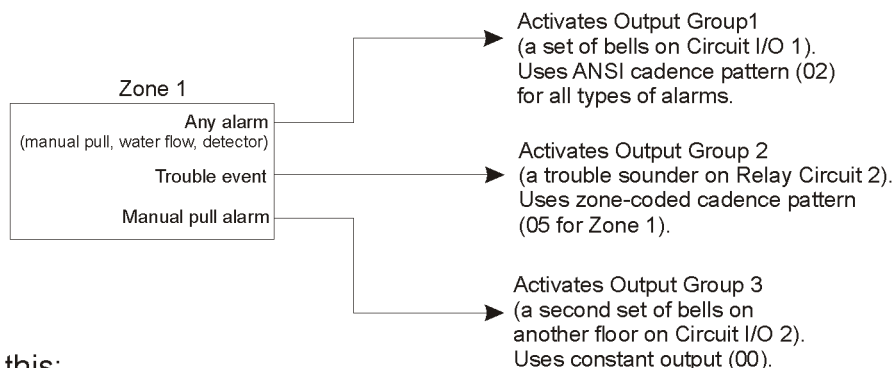 Zone 1
Any alarm
(manual pull, water flow, detector)
Trouble event
Manual pull alarm
Activates Output Group1
(a set of bells on Circuit I/O 1).
Uses ANSI cadence pattern (02)
for all types of alarms.
Activates Output Group 2
(a trouble sounder on Relay Circuit 2).
Uses zone-coded cadence pattern
(05 for Zone 1).
Activates Output Group 3
(a second set of bells on
another floor on Circuit I/O 2).
Uses constant output (00).
this: